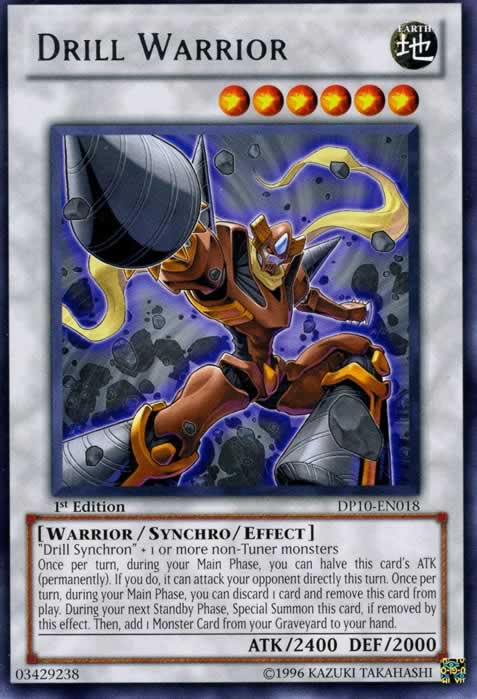 DRILL WARRIOR
EARTH
地
1st Edition
DP10-EN018
[WARRIOR/SYNCHRO/EFFECT]
"Drill Synchron" + 1 or more non-Tuner monsters
Once per turn, during your Main Phase, you can halve this card's ATK
(permanently). If you do, it can attack your opponent directly this turn. Once per
turn, during your Main Phase, you can discard 1 card and remove this card from
play. During your next Standby Phase, Special Summon this card, if removed by
this effect. Then, add 1 Monster Card from your Graveyard to your hand.
ATK/2400 DEF/2000
03429238
©1996 KAZUKI TAKAHASHI